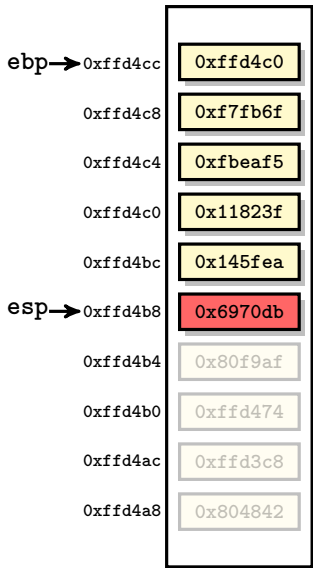 ebp 0xffd4cc 0xffd4c0
0xffd4c8 0xf7fb6f
0xffd4c4 0xfbeaf5
0xffd4c0 0x11823f
0xffd4bc 0x145fea
esp 0xffd4b8 0x6970db
0xffd4b4 0x80f9af
0xffd4b0 0xffd474
0xffd4ac 0xffd3c8
0xffd4a8 0x804842